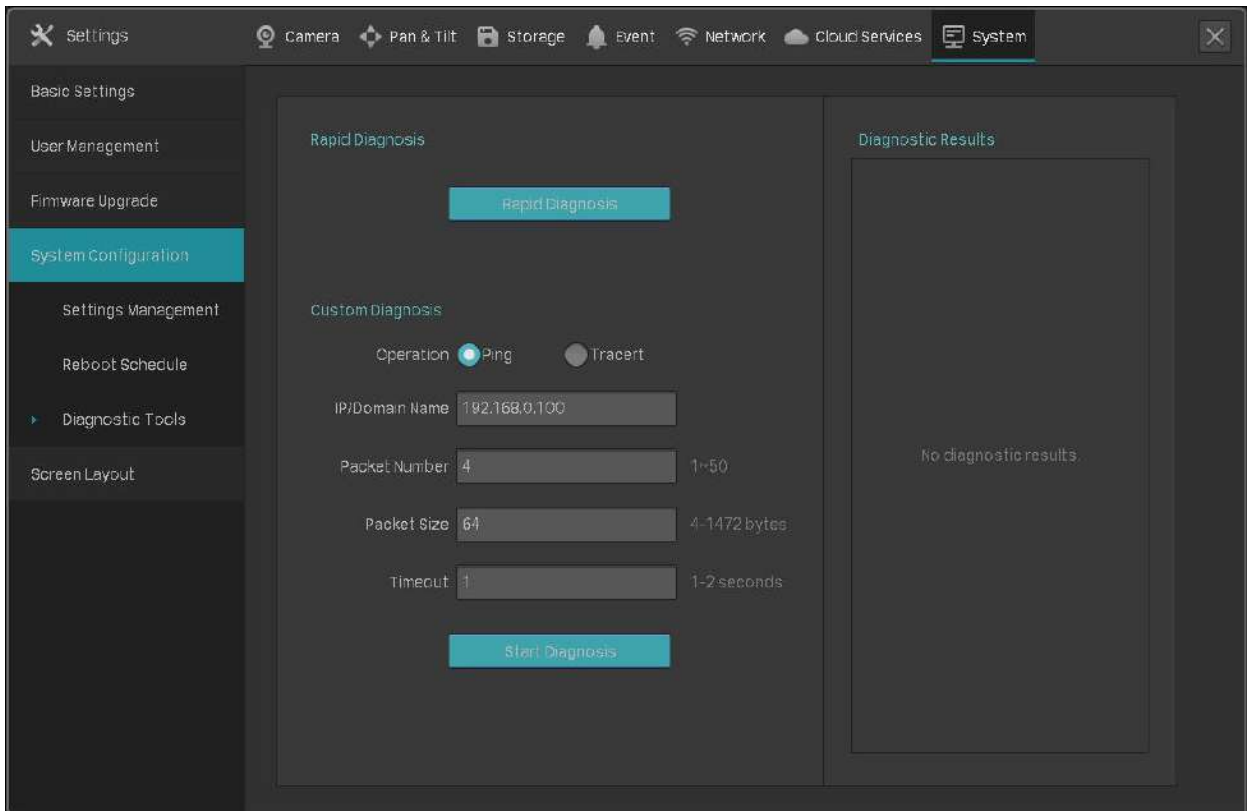 Settings
Camera
Pan & Tilt
Storage
Event
Network
Cloud Services
System
Basic Settings
User Management
Firmware Upgrade
System Configuration
Settings Management
Reboot Schedule
Diagnostic Tools
Screen Layout
Rapid Diagnosis
Rapid Diagnosis
Custom Diagnosis
Operation Ping Tracert
IP/Domain Name 192.168.0.100
Packet Number 4 1~50
Packet Size 64 4-1472 bytes
Timeout 1 1-2 seconds
Start Diagnosis
Diagnostic Results
No diagnostic results.